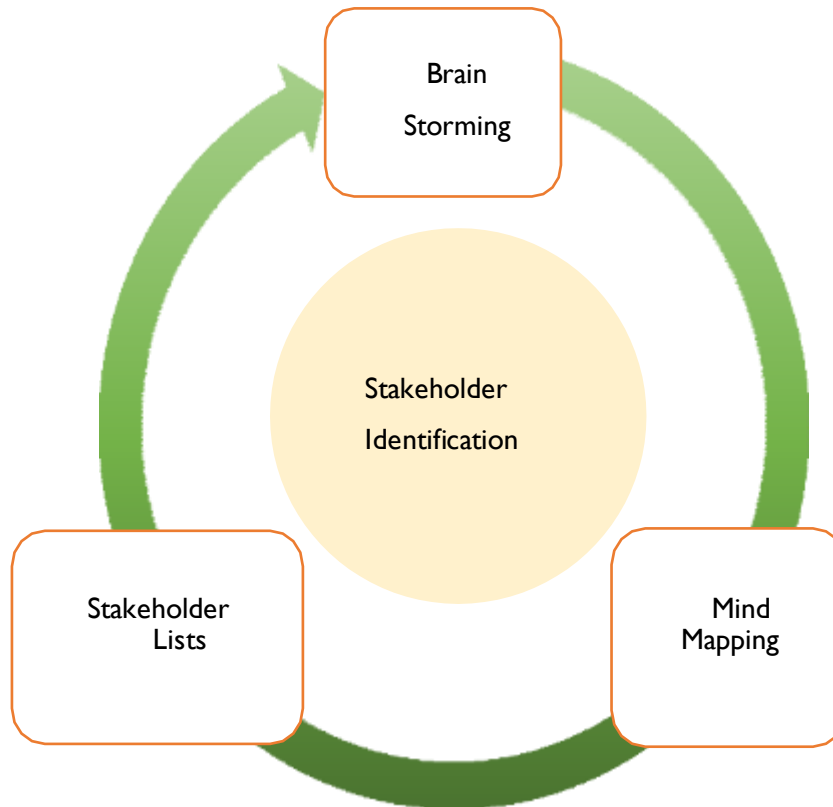 Brain
Storming
Stakeholder
Identification
Stakeholder
Lists
Mind
Mapping